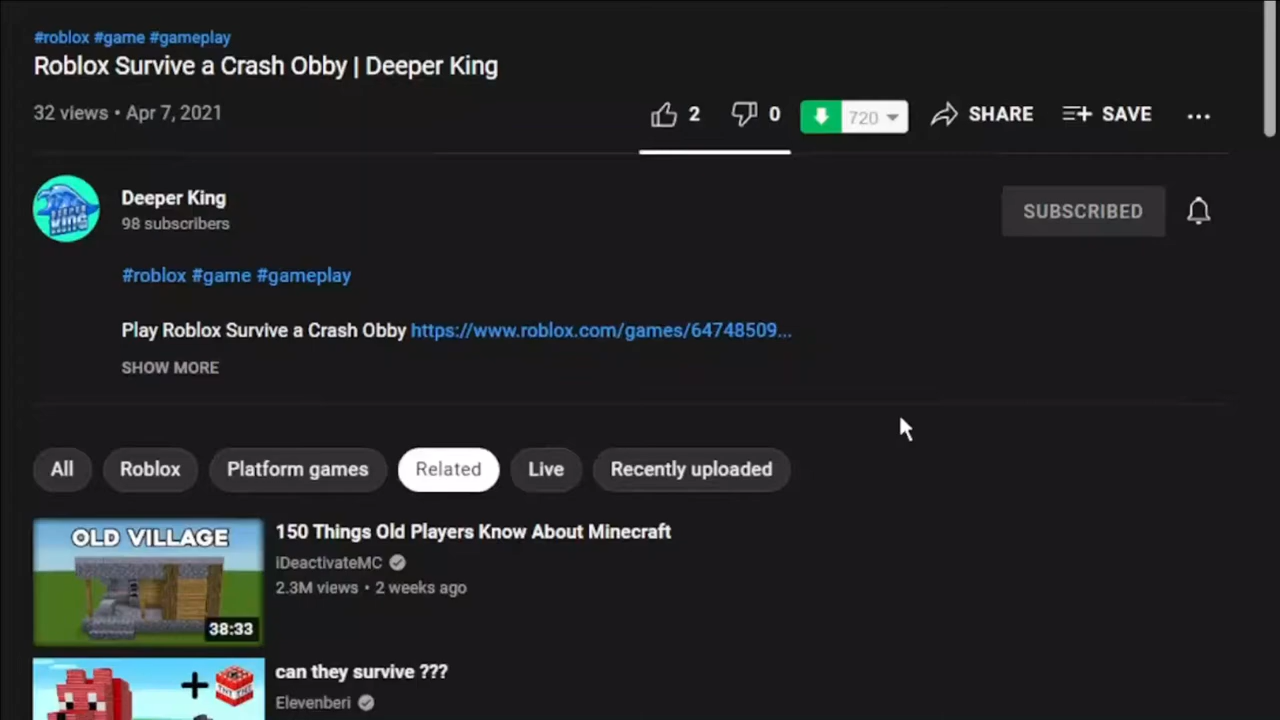 #roblox #game #gameplay
Roblox Survive a Crash Obby | Deeper King
32 views • Apr 7, 2021
2 0 720 SHARE SAVE ...
Deeper King
98 subscribers
SUBSCRIBED
DEEPER KING
#roblox #game #gameplay
Play Roblox Survive a Crash Obby https://www.roblox.com/games/64748509...
SHOW MORE
All Roblox Platform games Related Live Recently uploaded
OLD VILLAGE
38:33
150 Things Old Players Know About Minecraft
iDeactivateMC
2.3M views • 2 weeks ago
+
can they survive ???
Elevenberi